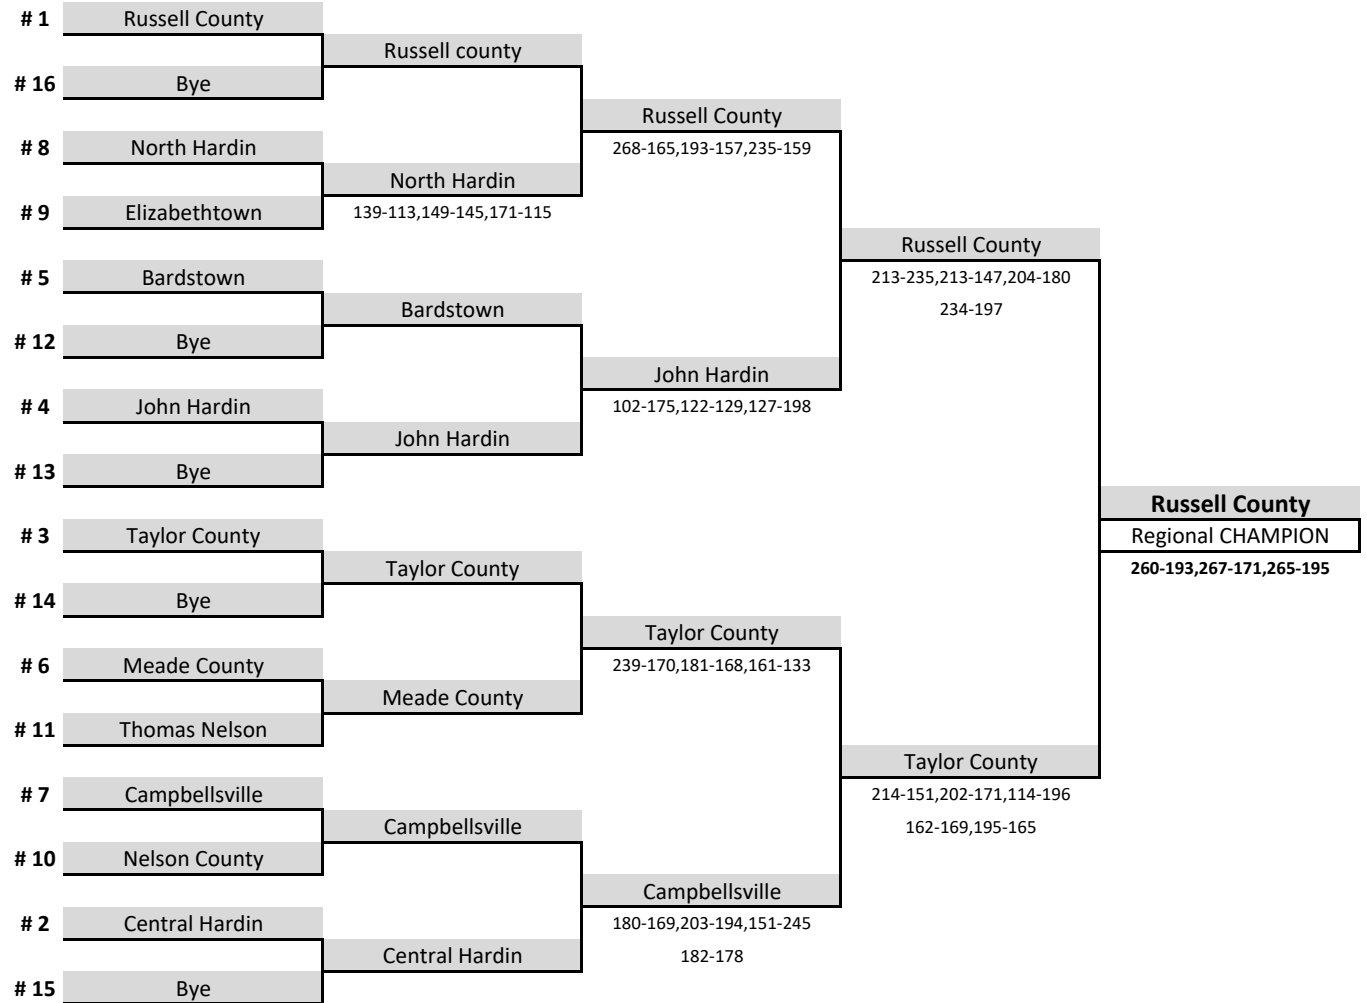 # 1 Russell County
Russell county
# 16 Bye
Russell County
# 8 North Hardin
268-165,193-157,235-159
North Hardin
# 9 Elizabethtown
139-113,149-145,171-115
Russell County
# 5 Bardstown
213-235,213-147,204-180
Bardstown
234-197
# 12 Bye
John Hardin
# 4 John Hardin
102-175,122-129,127-198
John Hardin
# 13 Bye
Russell County
# 3 Taylor County
Regional CHAMPION
Taylor County
260-193,267-171,265-195
# 14 Bye
Taylor County
# 6 Meade County
239-170,181-168,161-133
Meade County
# 11 Thomas Nelson
Taylor County
# 7 Campbellsville
214-151,202-171,114-196
Campbellsville
162-169,195-165
# 10 Nelson County
Campbellsville
# 2 Central Hardin
180-169,203-194,151-245
Central Hardin
182-178
# 15 Bye